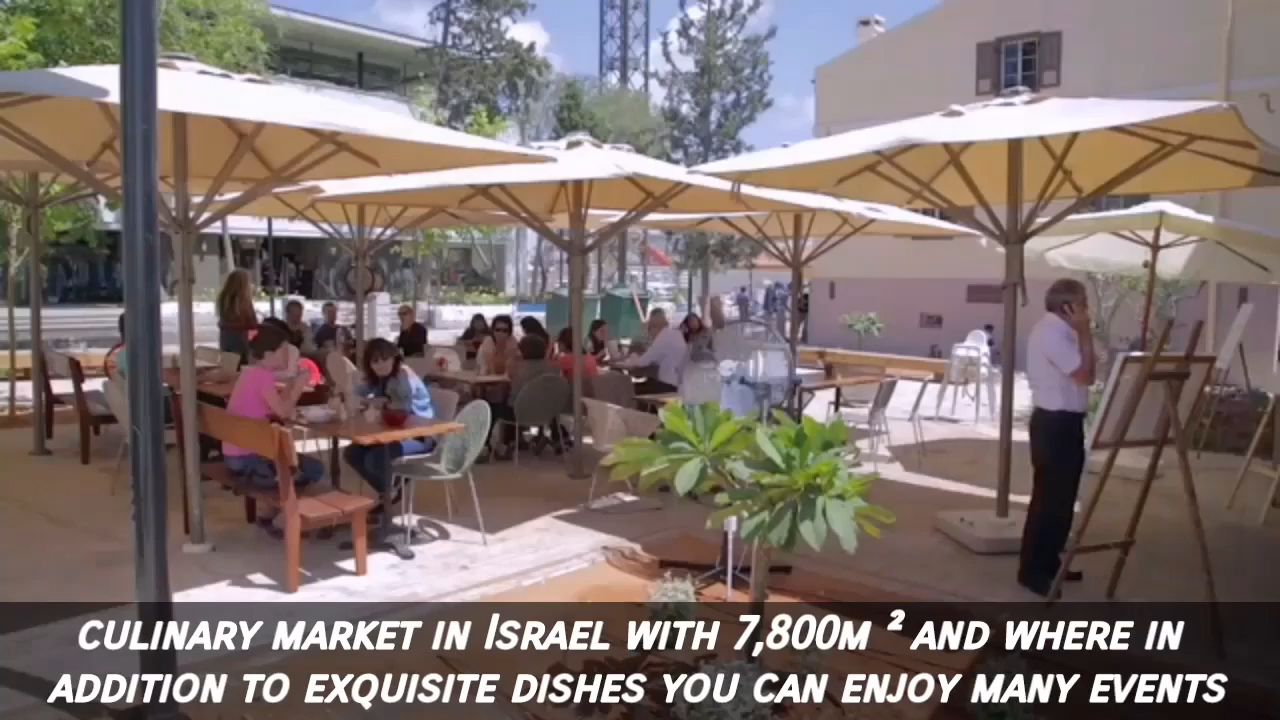 culinary market in Israel with 7,800m ² and where in
addition to exquisite dishes you can enjoy many events